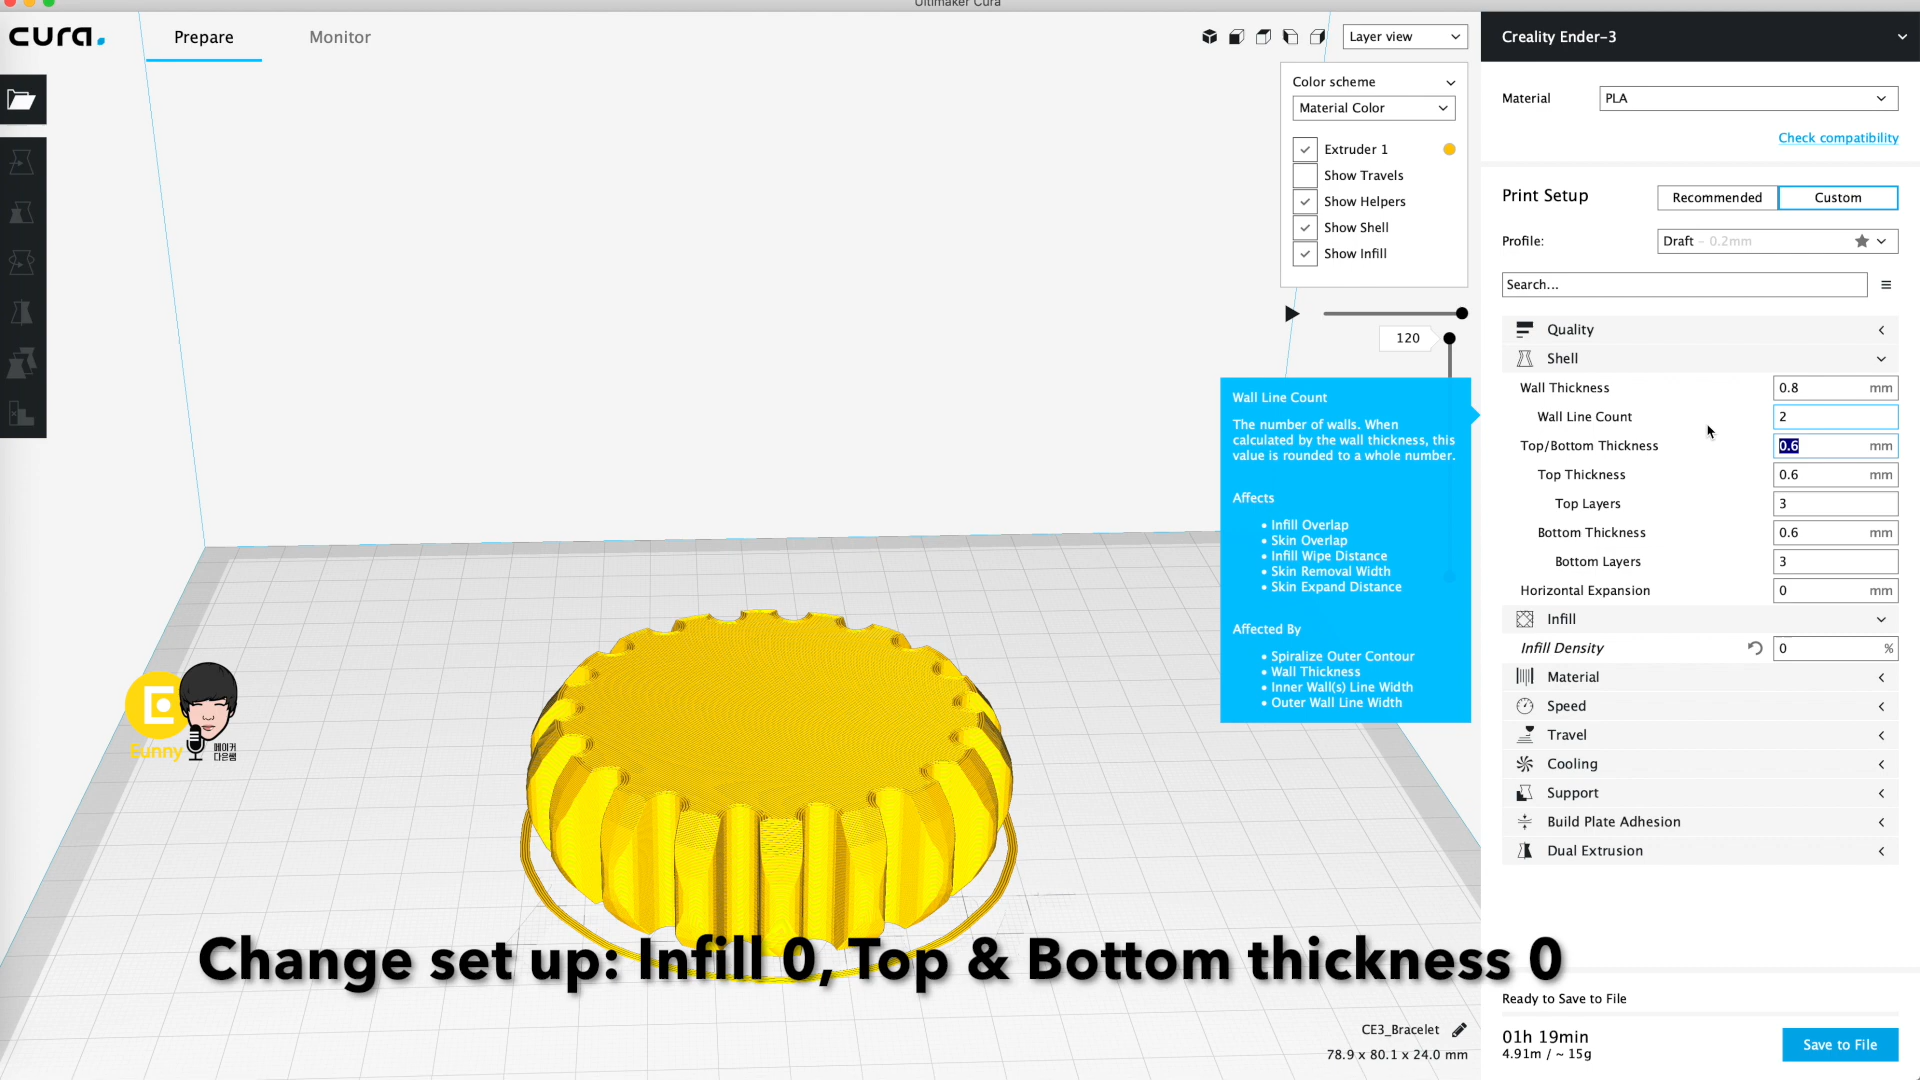 Ultimaker Cura
cura.
Prepare
Monitor
Layer view
Creality Ender-3
Color scheme
Material Color
Extruder 1
Show Travels
Show Helpers
Show Shell
Show Infill
120
Material
PLA
Check compatibility
Print Setup
Recommended
Custom
Profile:
Draft - 0.2mm
Search...
Quality
Shell
Wall Thickness 0.8 mm
Wall Line Count 2
Top/Bottom Thickness 0.6 mm
Top Thickness 0.6 mm
Top Layers 3
Bottom Thickness 0.6 mm
Bottom Layers 3
Horizontal Expansion 0 mm
Infill
Infill Density 0 %
Material
Speed
Travel
Cooling
Support
Build Plate Adhesion
Dual Extrusion
Wall Line Count
The number of walls. When
calculated by the wall thickness, this
value is rounded to a whole number.
Affects
• Infill Overlap
• Skin Overlap
• Infill Wipe Distance
• Skin Removal Width
• Skin Expand Distance
Affected By
• Spiralize Outer Contour
• Wall Thickness
• Inner Wall(s) Line Width
• Outer Wall Line Width
Eunny
메이커
다은쌤
Change set up: Infill 0, Top & Bottom thickness 0
CE3_Bracelet
78.9 x 80.1 x 24.0 mm
Ready to Save to File
01h 19min
4.91m / ~ 15g
Save to File